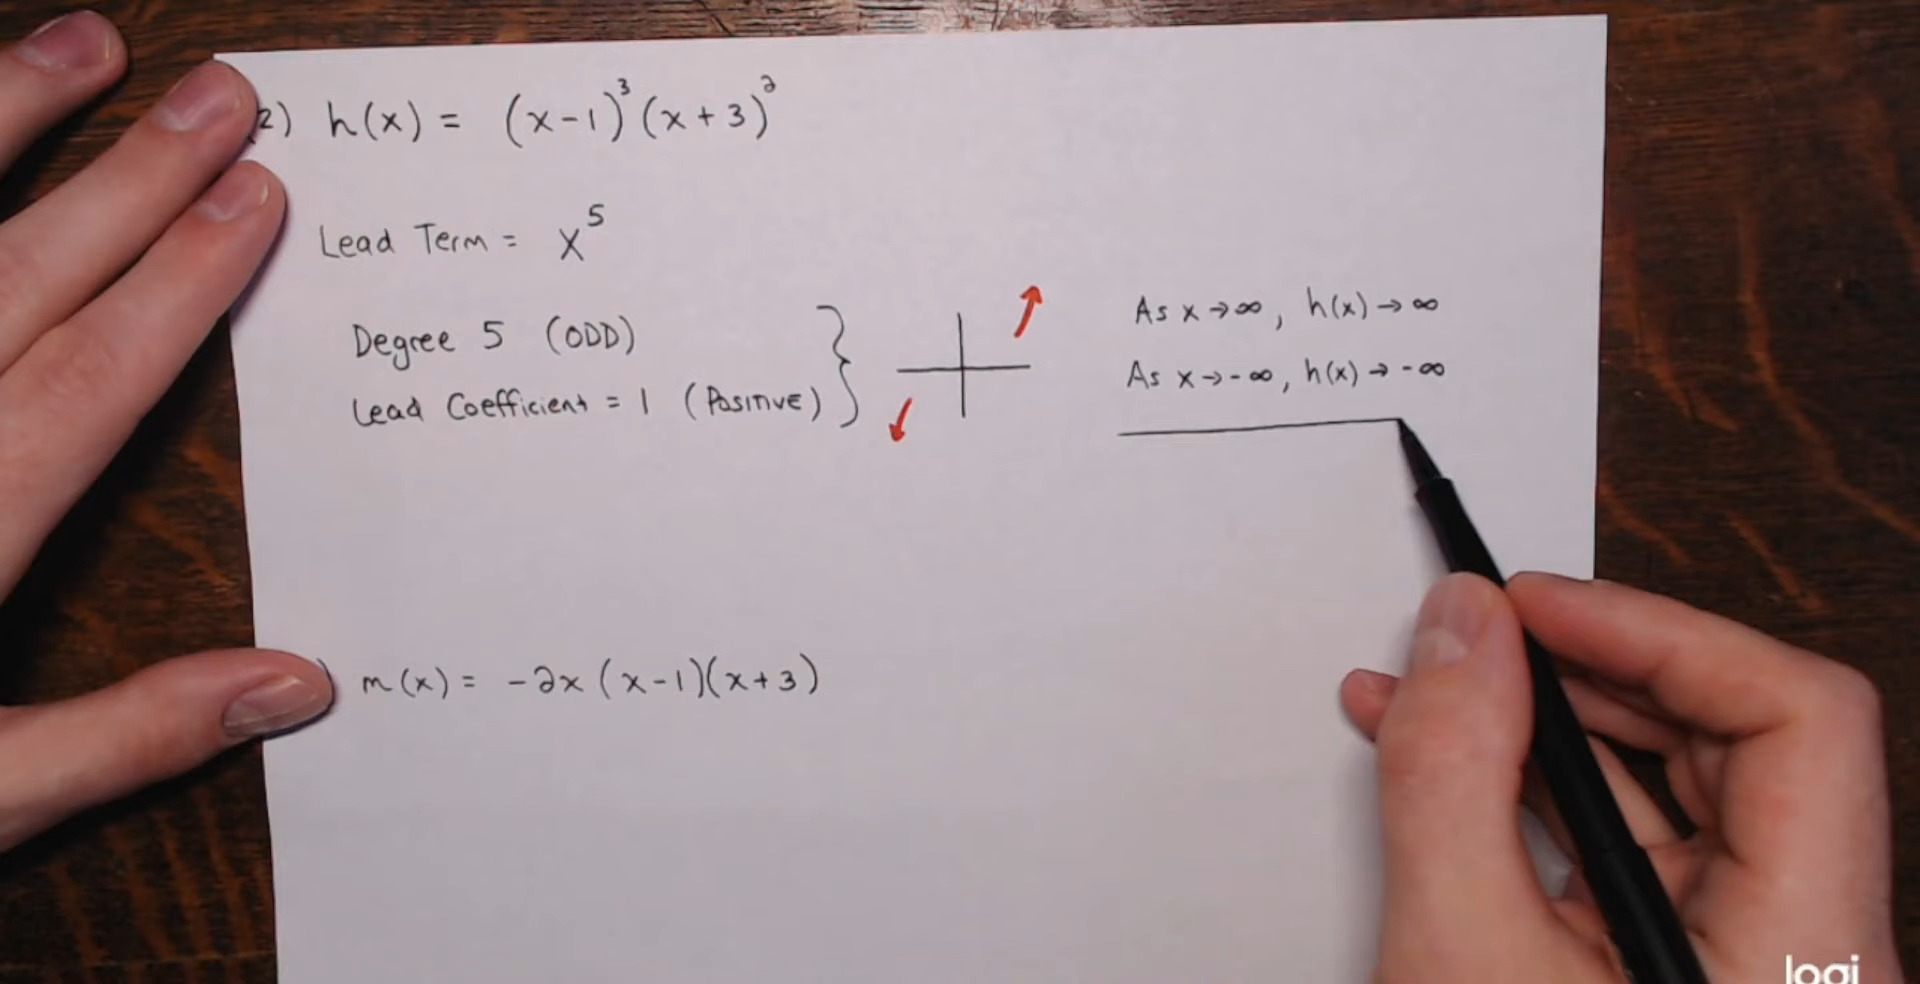 2) h(x) = (x-1)³(x+3)²
Lead Term = x⁵
Degree 5 (ODD)
Lead Coefficient = 1 (Positive)
As x→∞, h(x)→∞
As x→-∞, h(x)→-∞
) m(x) = -2x(x-1)(x+3)
logi